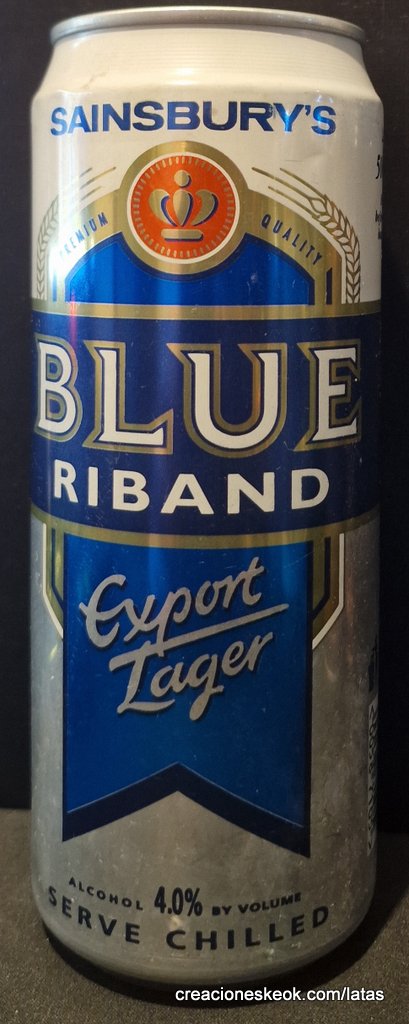 SAINSBURY'S
PREMIUM QUALITY
BLUE
RIBAND
Export
Lager
ALCOHOL 4.0% BY VOLUME
SERVE CHILLED
creacioneskeok.com/latas